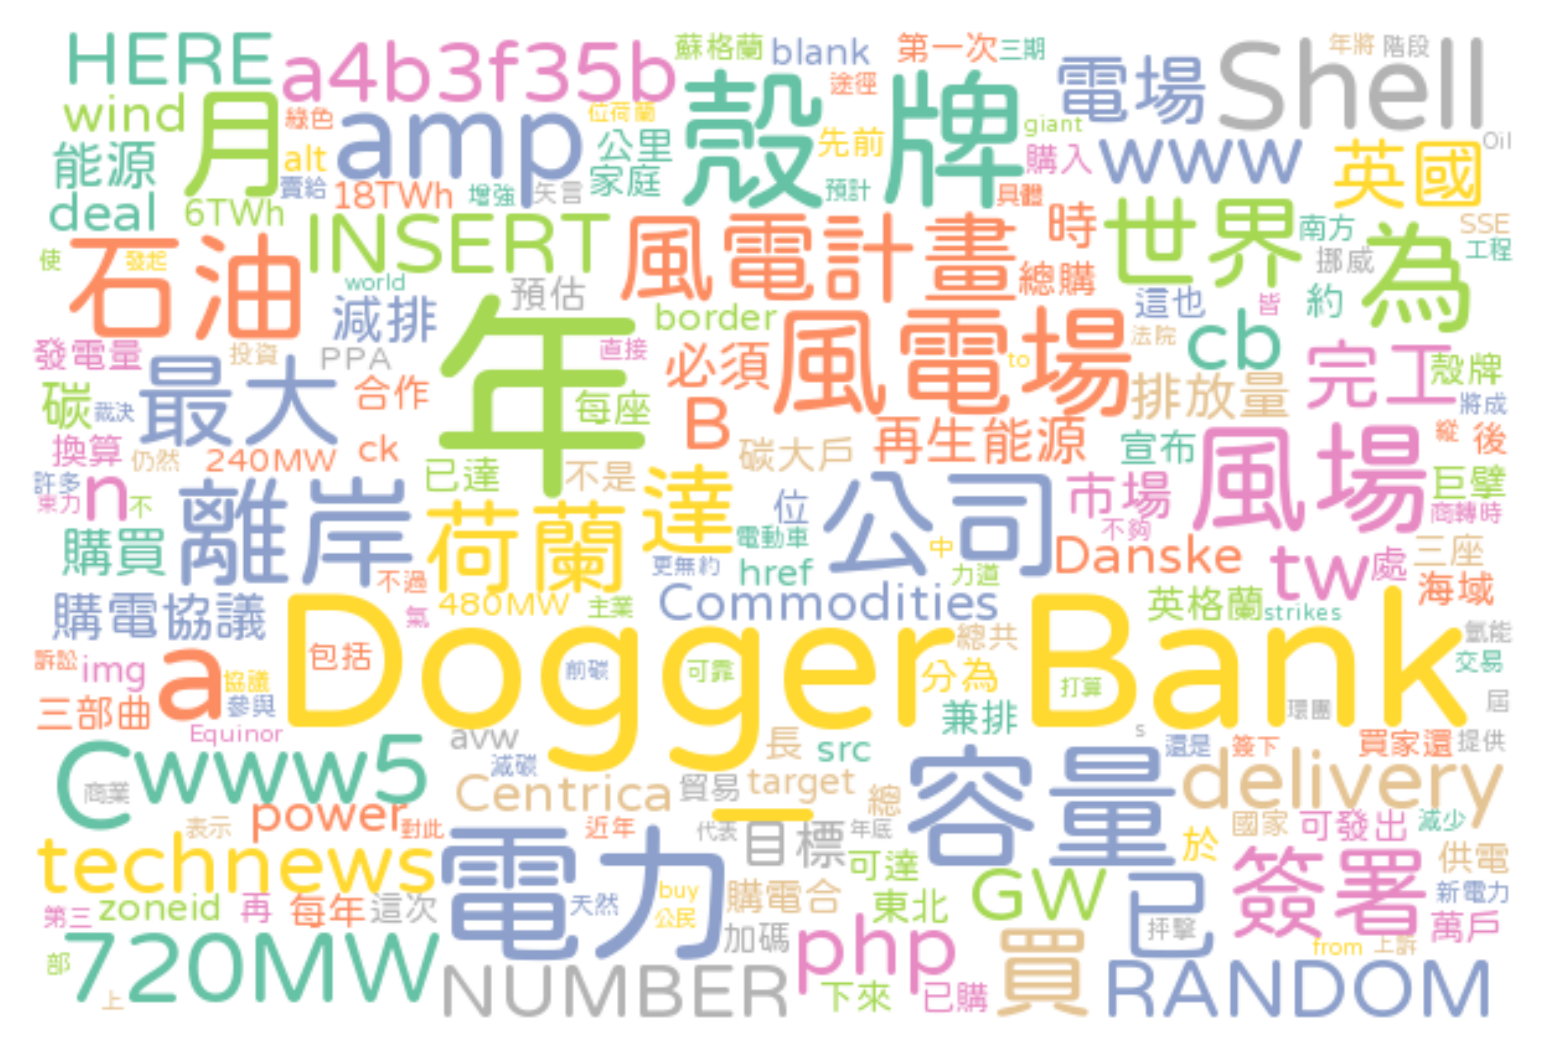 HERE a4b3f35b 蘇格蘭 blank 第一次 三期 年將 階段
wind 月 綠色 amp 位荷蘭 殼牌 途徑 電場 Shell
能源 alt 公里 先前 giant 購入 www 英國 Oil
賣給 18TWh 增強 矢言 家庭 預計 具體
deal 6TWh INSERT 風電計畫 時 世界 南方 為 SSE
使 石油 發起 world 預估 總購 挪威 工程
減排 年 border 風電場 這也 皆 約
發電量 投資 PPA 直接 必須 to 法院 cb 完工 殼牌
碳 裁決 最大 合作 每座 B 排放量 將成
換算 仍然 240MW ck 已達 不是 碳大戶 再生能源 宣布 風場 縱 後
許多 東力 n 不 離岸 荷蘭 達 位 公司 市場 巨擘
購買 電動車 中 不夠 商轉時
不過 更無約 href 力道 Danske tw 處 三座
購電協議 氣 480MW 主業 Commodities 英格蘭 strikes 海域
Dogger Bank 總共 氫能
訴訟 img a 包括 前碳 可靠 分為 打算 交易
三部曲 協議 參與 兼排 環團 屆
Equinor avw 長 src s 還是 簽下 買家還 提供
C www5 減碳 容量 delivery
商業 Centrica 貿易 target 總
power 表示 對此 近年 _ 代表 目標 年底 國家 可發出 減少
technews 電力 可達 於 簽署 供電
第三 zoneid 再 每年 這次 天然 buy 公民 購電合 東北 GW 已 抨擊 新電力
部 720MW 加碼 php 買 from 上訴 萬戶
上 NUMBER 下來 已購 RANDOM